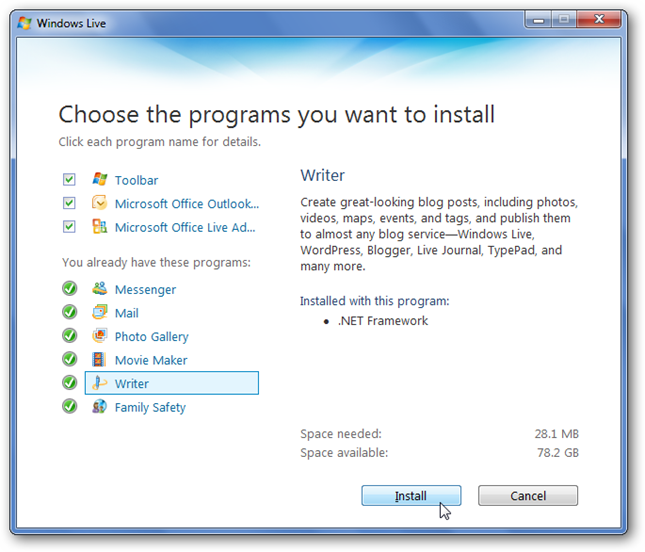 Windows Live
Choose the programs you want to install
Click each program name for details.
Toolbar
Microsoft Office Outlook...
Microsoft Office Live Ad...
You already have these programs:
Messenger
Mail
Photo Gallery
Movie Maker
Writer
Family Safety
Writer
Create great-looking blog posts, including photos,
videos, maps, events, and tags, and publish them
to almost any blog service—Windows Live,
WordPress, Blogger, Live Journal, TypePad, and
many more.
Installed with this program:
• .NET Framework
Space needed: 28.1 MB
Space available: 78.2 GB
Install Cancel